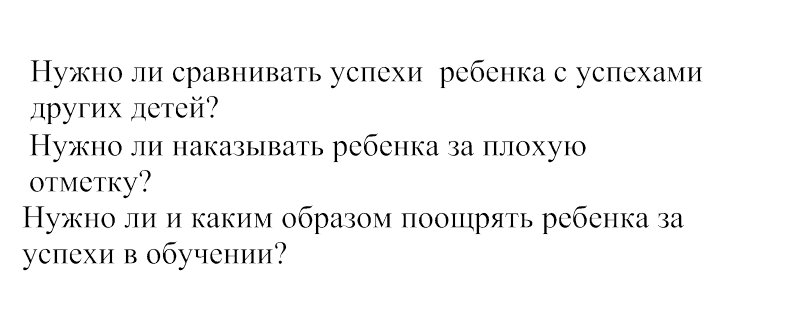 Нужно ли сравнивать успехи  ребенка с успехами
других детей?
Нужно ли наказывать ребенка за плохую
отметку?
Нужно ли и каким образом поощрять ребенка за
успехи в обучении?